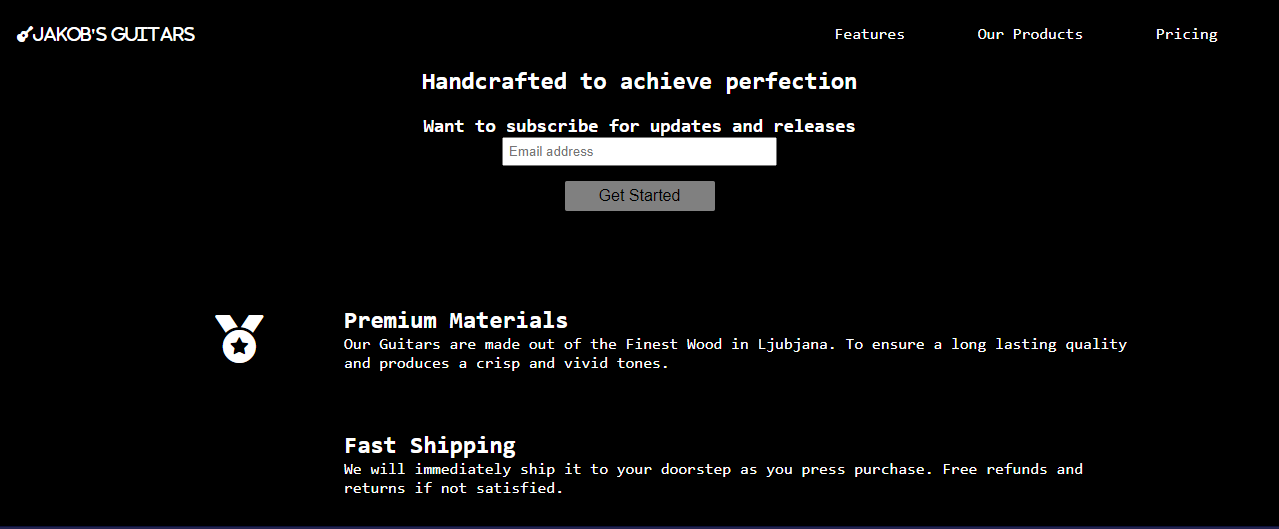 JAKOB'S GUITARS
Features
Our Products
Pricing
Handcrafted to achieve perfection
Want to subscribe for updates and releases
Email address
Get Started
Premium Materials
Our Guitars are made out of the Finest Wood in Ljubjana. To ensure a long lasting quality
and produces a crisp and vivid tones.
Fast Shipping
We will immediately ship it to your doorstep as you press purchase. Free refunds and
returns if not satisfied.